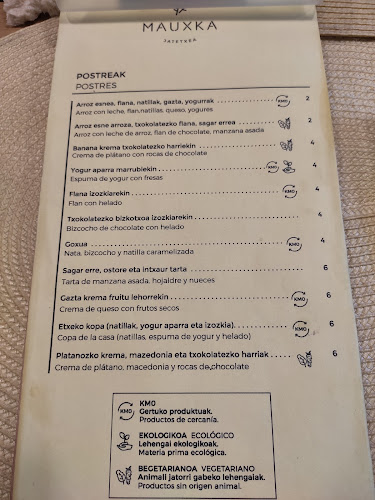 MAUXKA
JATETXEA
POSTREAK
POSTRES
Arroz esnea, flana, natillak, gazta, yogurrak KM0 2
Arroz con leche, flan,natillas, queso, yogures
Arroz esne arroza, txokolatezko flana, sagar errea 2
Arroz con leche de arroz, flan de chocolate, manzana asada
Banana krema txokolatezko harriekin 4
Crema de plátano con rocas de chocolate
Yogur aparra marrubiekin KM0 4
Espuma de yogur con fresas
Flana izozkiarekin KM0 4
Flan con helado
Txokolatezko bizkotxoa izozkiarekin 4
Bizcocho de chocolate con helado
Goxua KM0 4
Nata, bizcocho y natilla caramelizada
Sagar erre, ostore eta intxaur tarta 6
Tarta de manzana asada, hojaldre y nueces
Gazta krema fruitu lehorrekin KM0 6
Crema de queso con frutos secos
Etxeko kopa (natillak, yogur aparra eta izozkia) KM0 6
Copa de la casa (natillas, espuma de yogur y helado)
Platanozko krema, mazedonia eta txokolatezko harriak 6
Crema de plátano, macedonia y rocas de chocolate
KM0 KM0
Gertuko produktuak.
Productos de cercanía.
EKOLOGIKOA ECOLÓGICO
Lehengai ekologikoak.
Materia prima ecológica.
BEGETARIANOA VEGETARIANO
Animali jatorri gabeko lehengaiak.
Productos sin origen animal.